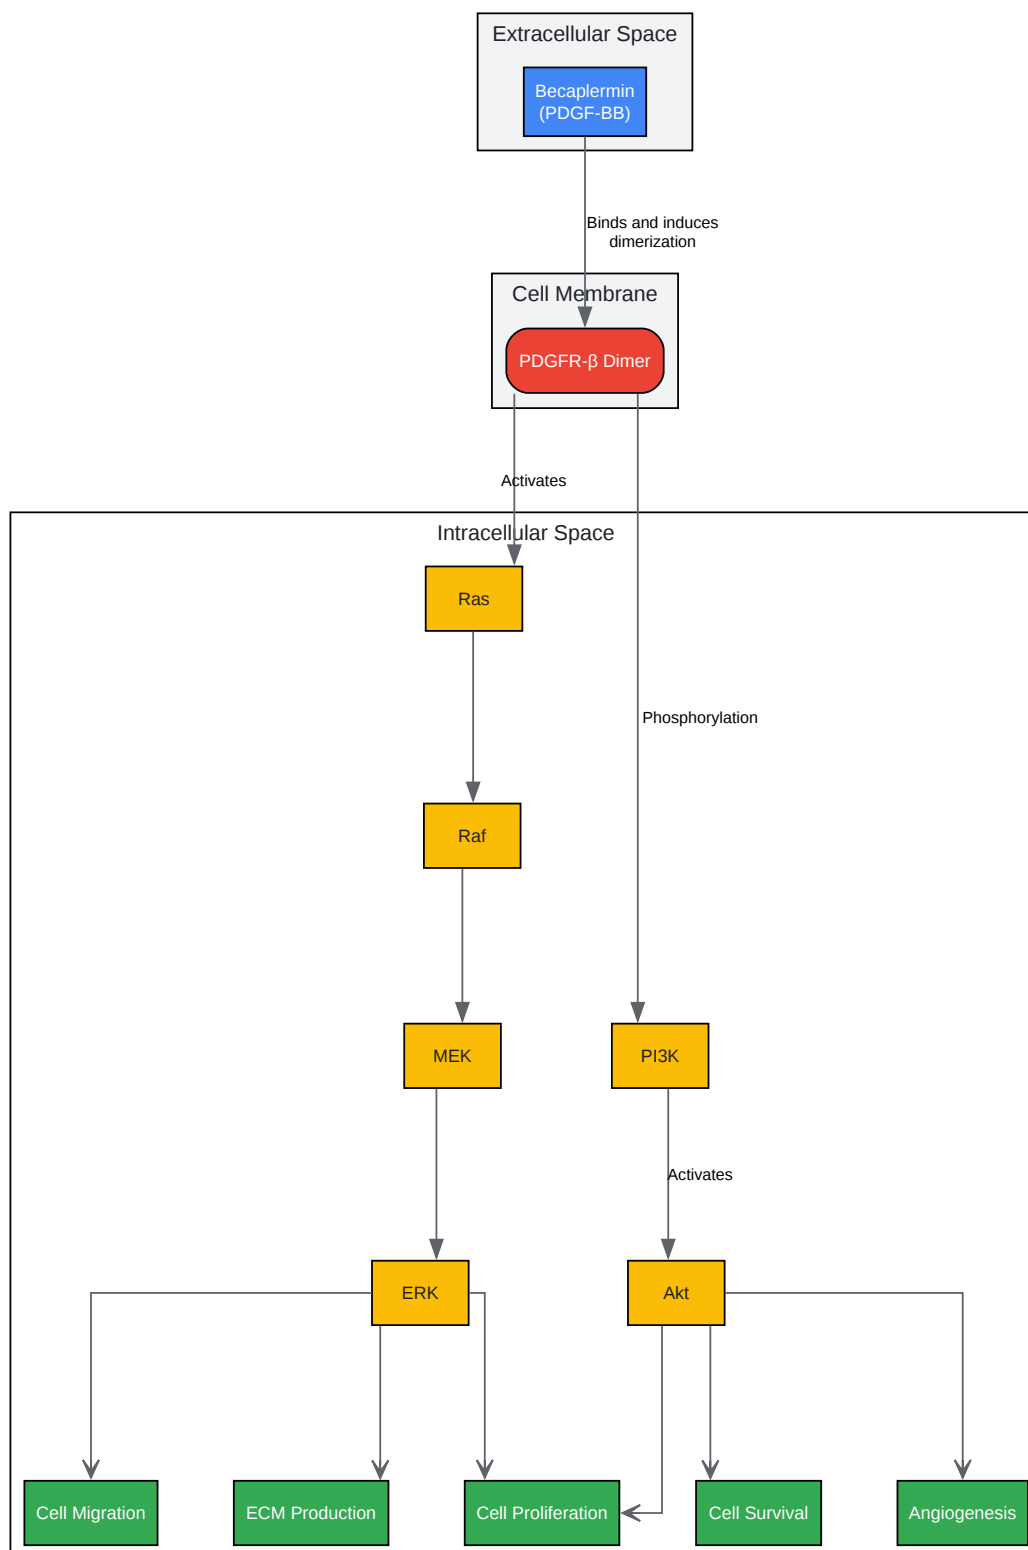 Extracellular Space
Becaplermin
(PDGF-BB)
Binds and induces
dimerization
Cell Membrane
PDGFR-β Dimer
Activates
Intracellular Space
Ras
Phosphorylation
Raf
MEK
PI3K
Activates
ERK
Akt
Cell Migration
ECM Production
Cell Proliferation
Cell Survival
Angiogenesis